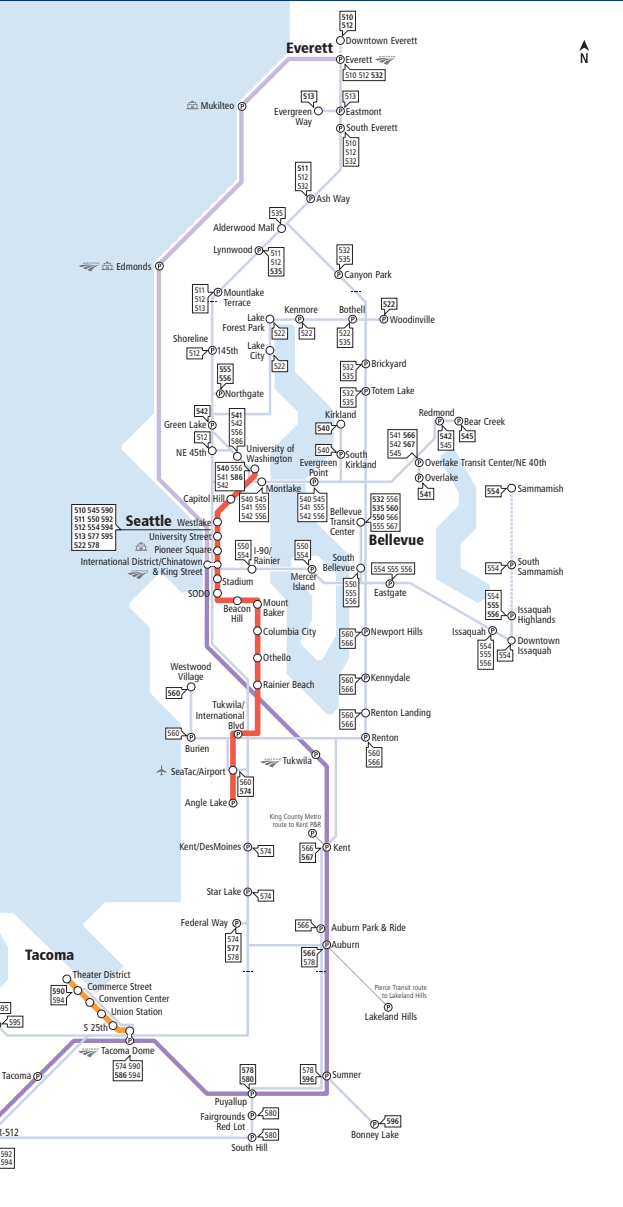 510
512
Downtown Everett
Everett
Everett
510 512 532
N
Mukilteo
513
513
Evergreen
Way
Eastmont
South Everett
510
512
532
511
512
532
Ash Way
535
Alderwood Mall
Lynnwood
511
512
535
532
535
Canyon Park
Edmonds
511
512
513
Mountlake
Terrace
Lake
Forest Park
522
Kenmore
522
Bothell
522
535
522
Woodinville
Shoreline
512
145th
Lake
City
522
555
556
Northgate
532
535
Brickyard
532
535
Totem Lake
542
Green Lake
541
542
556
586
512
NE 45th
University of
Washington
540 556
541 586
542
Kirkland
540
540
South
Kirkland
Evergreen
Point
Redmond
Bear Creek
542
545
545
541 566
542 567
545
Overlake Transit Center/NE 40th
Overlake
541
Montlake
540 545
541 555
542 556
540 545
541 555
542 556
Capitol Hill
554
Sammamish
510 545 590
511 550 592
512 554 594
513 577 595
522 578
Seattle
Westlake
University Street
Pioneer Square
International District/Chinatown
& King Street
Bellevue
Transit
Center
532 556
535 560
550 566
555 567
Bellevue
550
554
I-90/
Rainier
550
554
Mercer
Island
South
Bellevue
550
555
556
554 555 556
Eastgate
554
South
Sammamish
Stadium
SODO
Beacon
Hill
Mount
Baker
554
555
556
Issaquah
Highlands
Issaquah
554
555
556
554
Downtown
Issaquah
Columbia City
560
566
Newport Hills
Othello
Westwood
Village
560
Rainier Beach
560
566
Kennydale
Tukwila/
International
Blvd
560
566
Renton Landing
560
Burien
Renton
560
566
Tukwila
SeaTac/Airport
560
574
Angle Lake
King County Metro
route to Kent P&R
Kent/DesMoines
574
566
567
Kent
Star Lake
574
Federal Way
574
577
578
566
Auburn Park & Ride
Auburn
566
578
Tacoma
Theater District
Commerce Street
Convention Center
Union Station
590
594
S 25th
Pierce Transit route
to Lakeland Hills
Lakeland Hills
595
595
Tacoma Dome
574 590
586 594
Tacoma
578
580
Puyallup
578
596
Sumner
Fairgrounds
Red Lot
580
596
Bonney Lake
R-512
580
South Hill
592
594